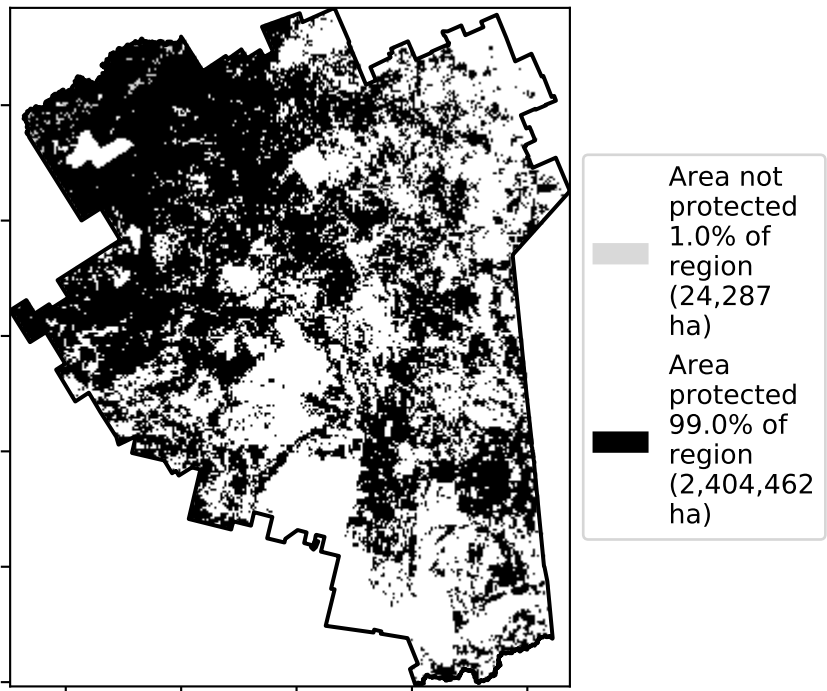 Area not
protected
1.0% of
region
(24,287
ha)
Area
protected
99.0% of
region
(2,404,462
ha)